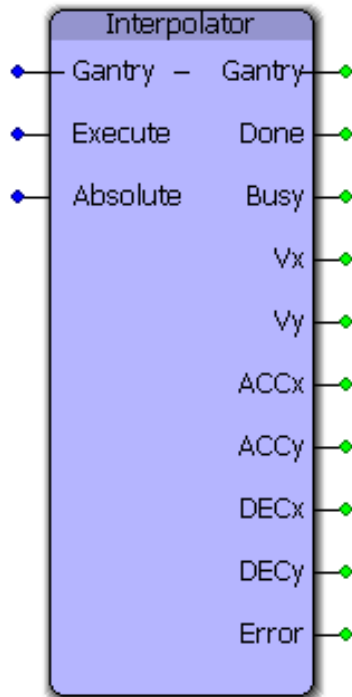 Interpolator
Gantry – Gantry
Execute Done
Absolute Busy
Vx
Vy
ACCx
ACCy
DECx
DECy
Error